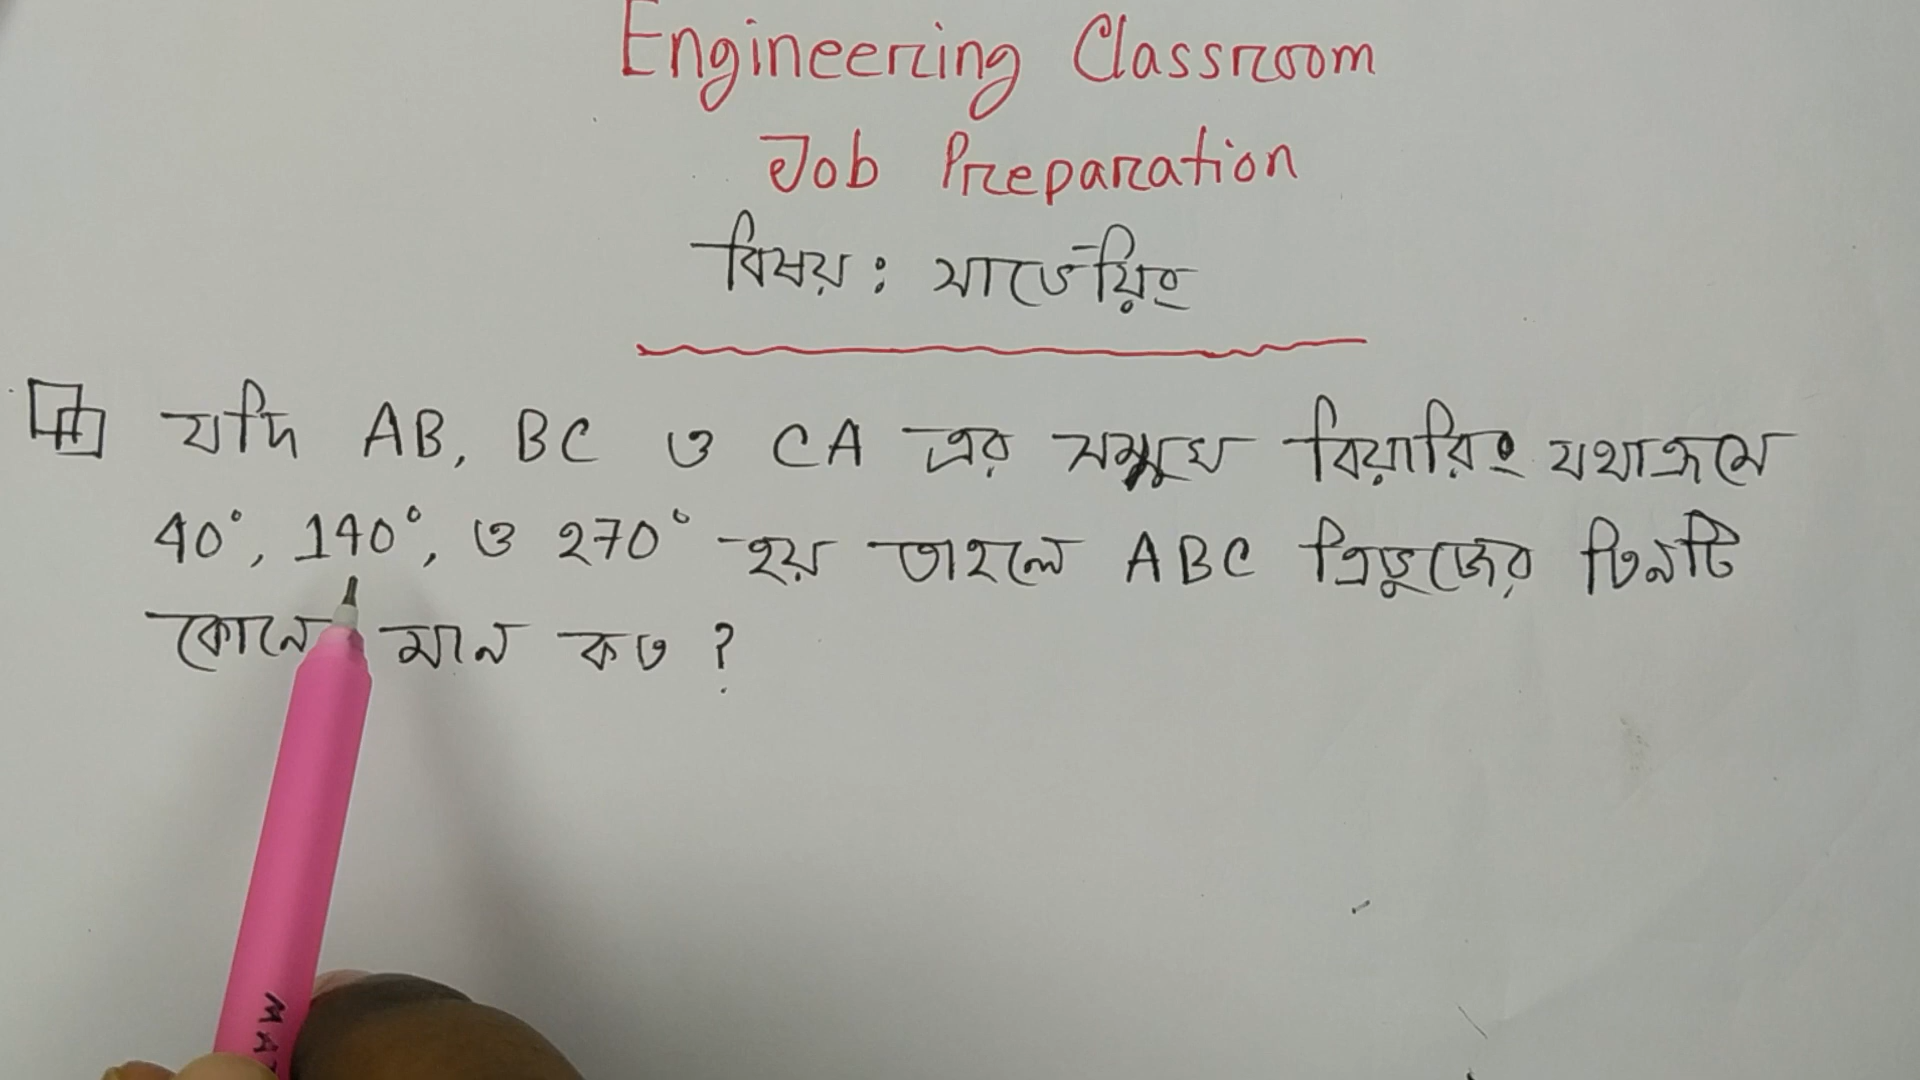 Engineering Classroom
Job Preparation
বিষয় : সার্ভেয়িং
যদি AB, BC ও CA এর সম্মুখ বিয়ারিং যথাক্রমে
40°, 140°, ও 270° হয় তাহলে ABC ত্রিভুজের তিনটি
কোনের মান কত ?